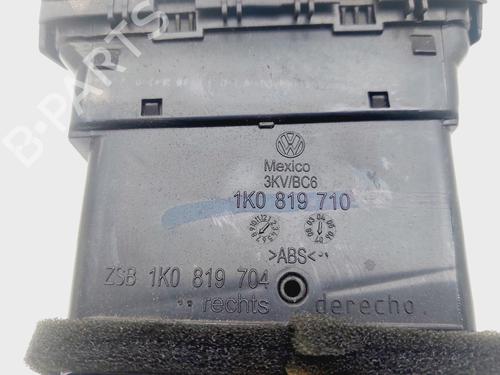 B-PARTS
Mexico
3KV/BC6
1K0 819 710
>ABS<
ZSB 1K0 819 704
rechts derecho.